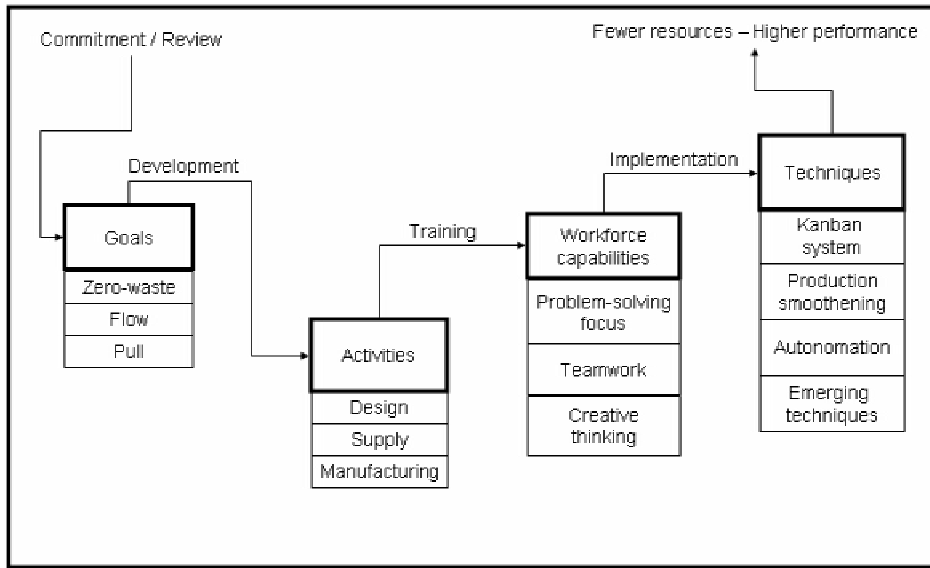 Commitment / Review
Fewer resources – Higher performance
Development
Goals
Zero-waste
Flow
Pull
Training
Activities
Design
Supply
Manufacturing
Implementation
Workforce
capabilities
Problem-solving
focus
Teamwork
Creative
thinking
Techniques
Kanban
system
Production
smoothening
Autonomation
Emerging
techniques